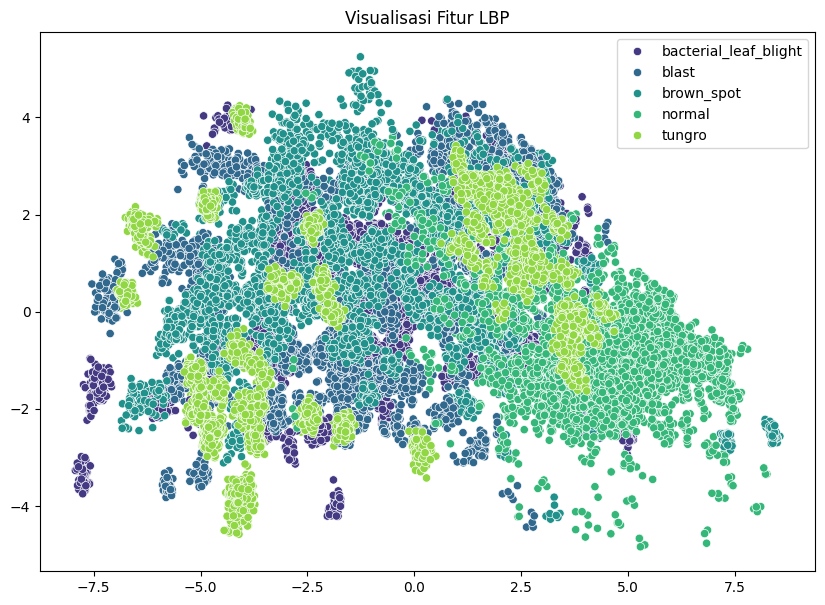 Visualisasi Fitur LBP
bacterial_leaf_blight
blast
brown_spot
normal
tungro
4
2
0
−2
−4
−7.5
−5.0
−2.5
0.0
2.5
5.0
7.5